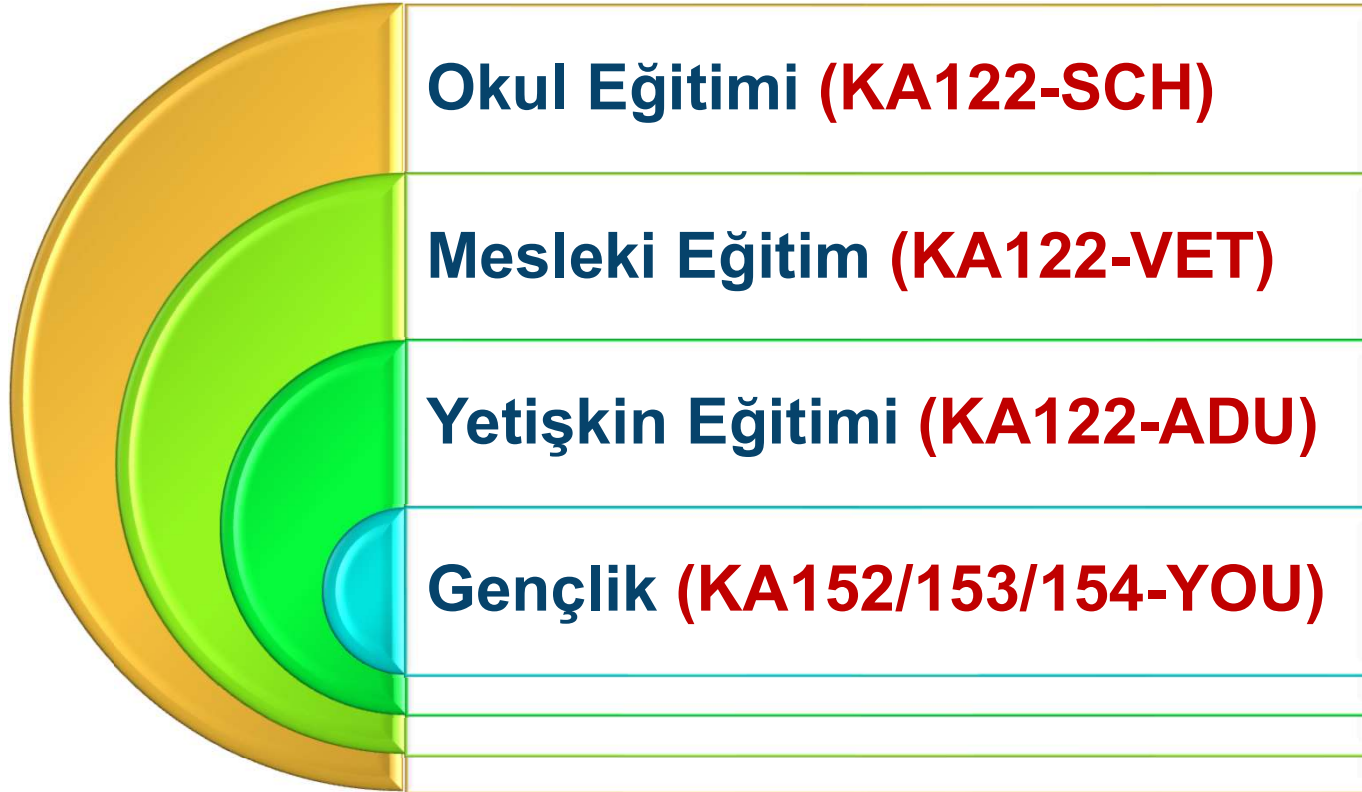 Okul Eğitimi (KA122-SCH)
Mesleki Eğitim (KA122-VET)
Yetişkin Eğitimi (KA122-ADU)
Gençlik (KA152/153/154-YOU)